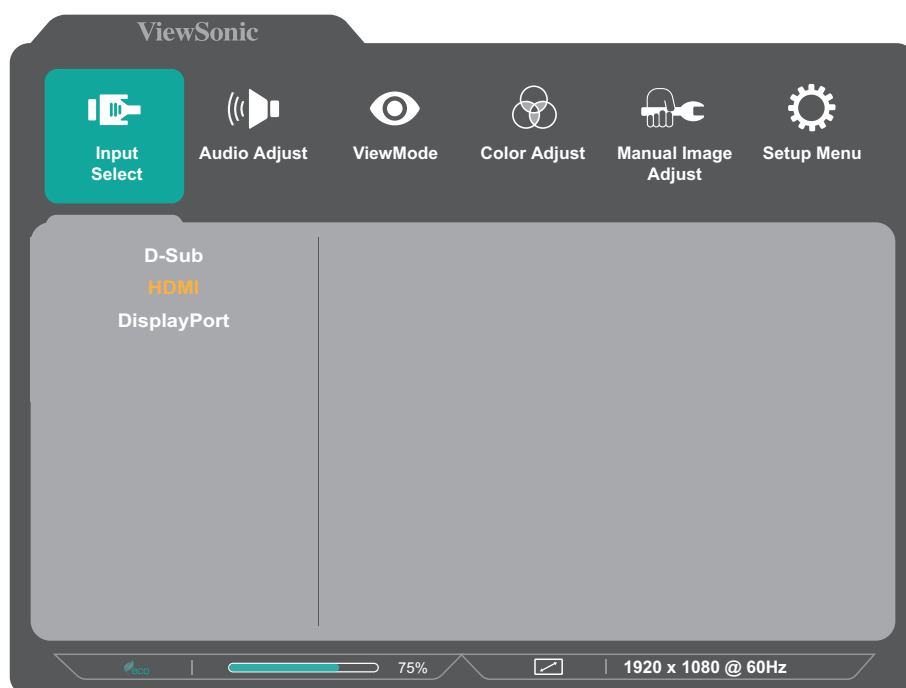 ViewSonic
Input Select
Audio Adjust
ViewMode
Color Adjust
Manual Image Adjust
Setup Menu
D-Sub
HDMI
DisplayPort
eco
75%
1920 x 1080 @ 60Hz